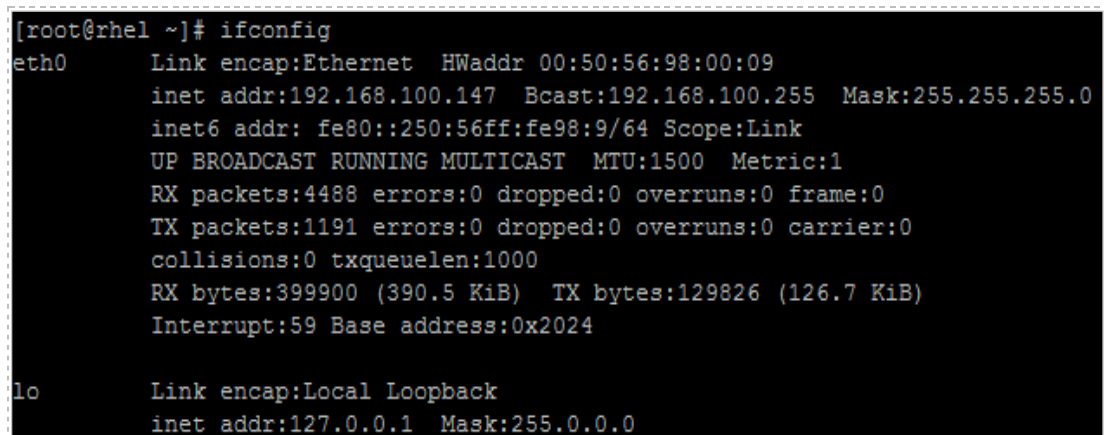 [root@rhel ~]# ifconfig
eth0 Link encap:Ethernet HWaddr 00:50:56:98:00:09
inet addr:192.168.100.147 Bcast:192.168.100.255 Mask:255.255.255.0
inet6 addr: fe80::250:56ff:fe98:9/64 Scope:Link
UP BROADCAST RUNNING MULTICAST MTU:1500 Metric:1
RX packets:4488 errors:0 dropped:0 overruns:0 frame:0
TX packets:1191 errors:0 dropped:0 overruns:0 carrier:0
collisions:0 txqueuelen:1000
RX bytes:399900 (390.5 KiB) TX bytes:129826 (126.7 KiB)
Interrupt:59 Base address:0x2024
lo Link encap:Local Loopback
inet addr:127.0.0.1 Mask:255.0.0.0